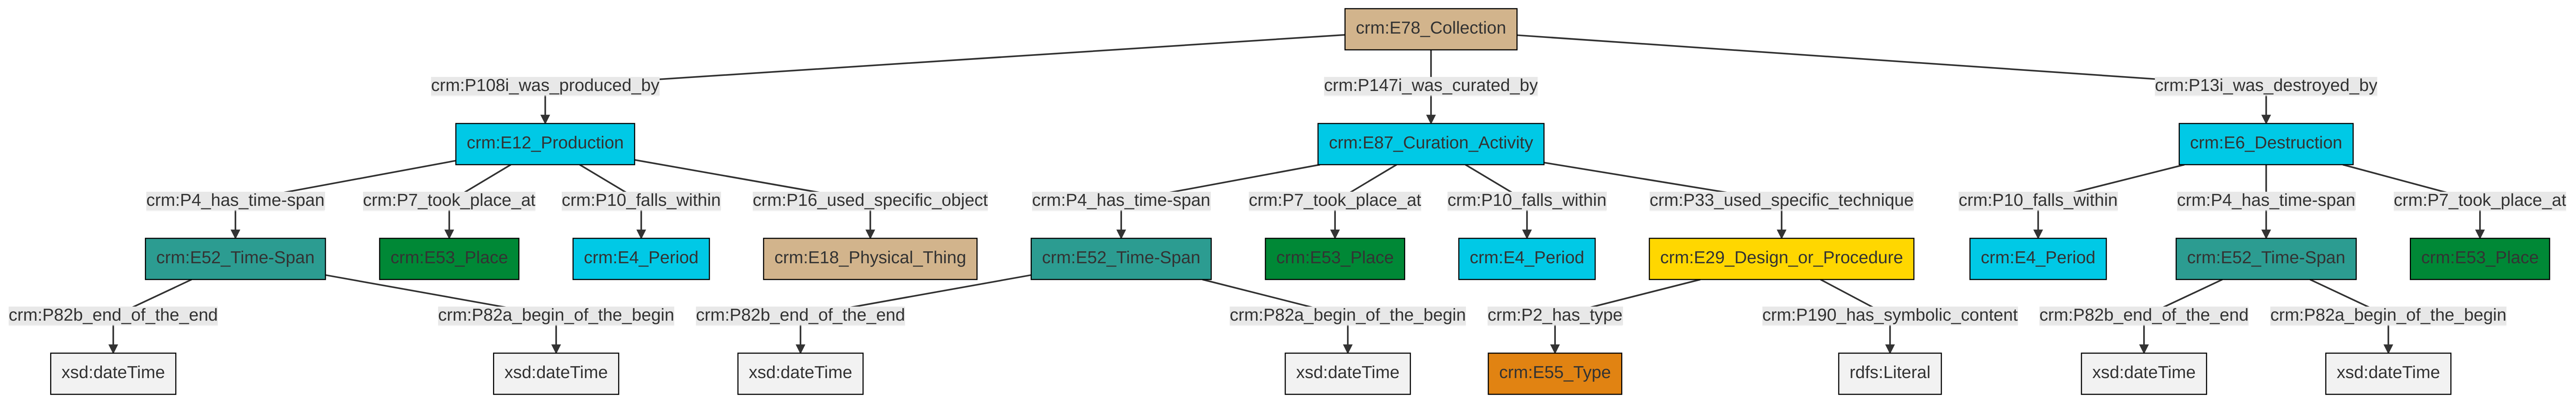 crm:E78_Collection
crm:P108i_was_produced_by
crm:P147i_was_curated_by
crm:P13i_was_destroyed_by
crm:E12_Production
crm:E87_Curation_Activity
crm:E6_Destruction
crm:P4_has_time-span
crm:P7_took_place_at
crm:P10_falls_within
crm:P16_used_specific_object
crm:P4_has_time-span
crm:P7_took_place_at
crm:P10_falls_within
crm:P33_used_specific_technique
crm:P10_falls_within
crm:P4_has_time-span
crm:P7_took_place_at
crm:E52_Time-Span
crm:E53_Place
crm:E4_Period
crm:E18_Physical_Thing
crm:E52_Time-Span
crm:E53_Place
crm:E4_Period
crm:E29_Design_or_Procedure
crm:E4_Period
crm:E52_Time-Span
crm:E53_Place
crm:P82b_end_of_the_end
crm:P82a_begin_of_the_begin
crm:P82b_end_of_the_end
crm:P82a_begin_of_the_begin
crm:P2_has_type
crm:P190_has_symbolic_content
crm:P82b_end_of_the_end
crm:P82a_begin_of_the_begin
xsd:dateTime
xsd:dateTime
xsd:dateTime
xsd:dateTime
crm:E55_Type
rdfs:Literal
xsd:dateTime
xsd:dateTime